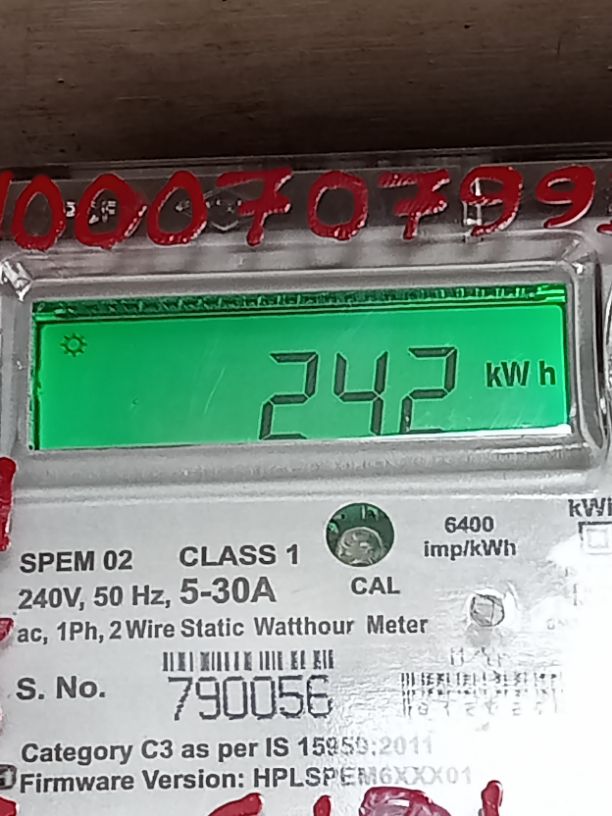 10007079
242 kWh
6400
imp/kWh
SPEM 02 CLASS 1
CAL
240V, 50 Hz, 5-30A
ac, 1Ph, 2 Wire Static Watthour Meter
S. No. 790056
Category C3 as per IS 15959:2011
Firmware Version: HPLSPEM6XXX01